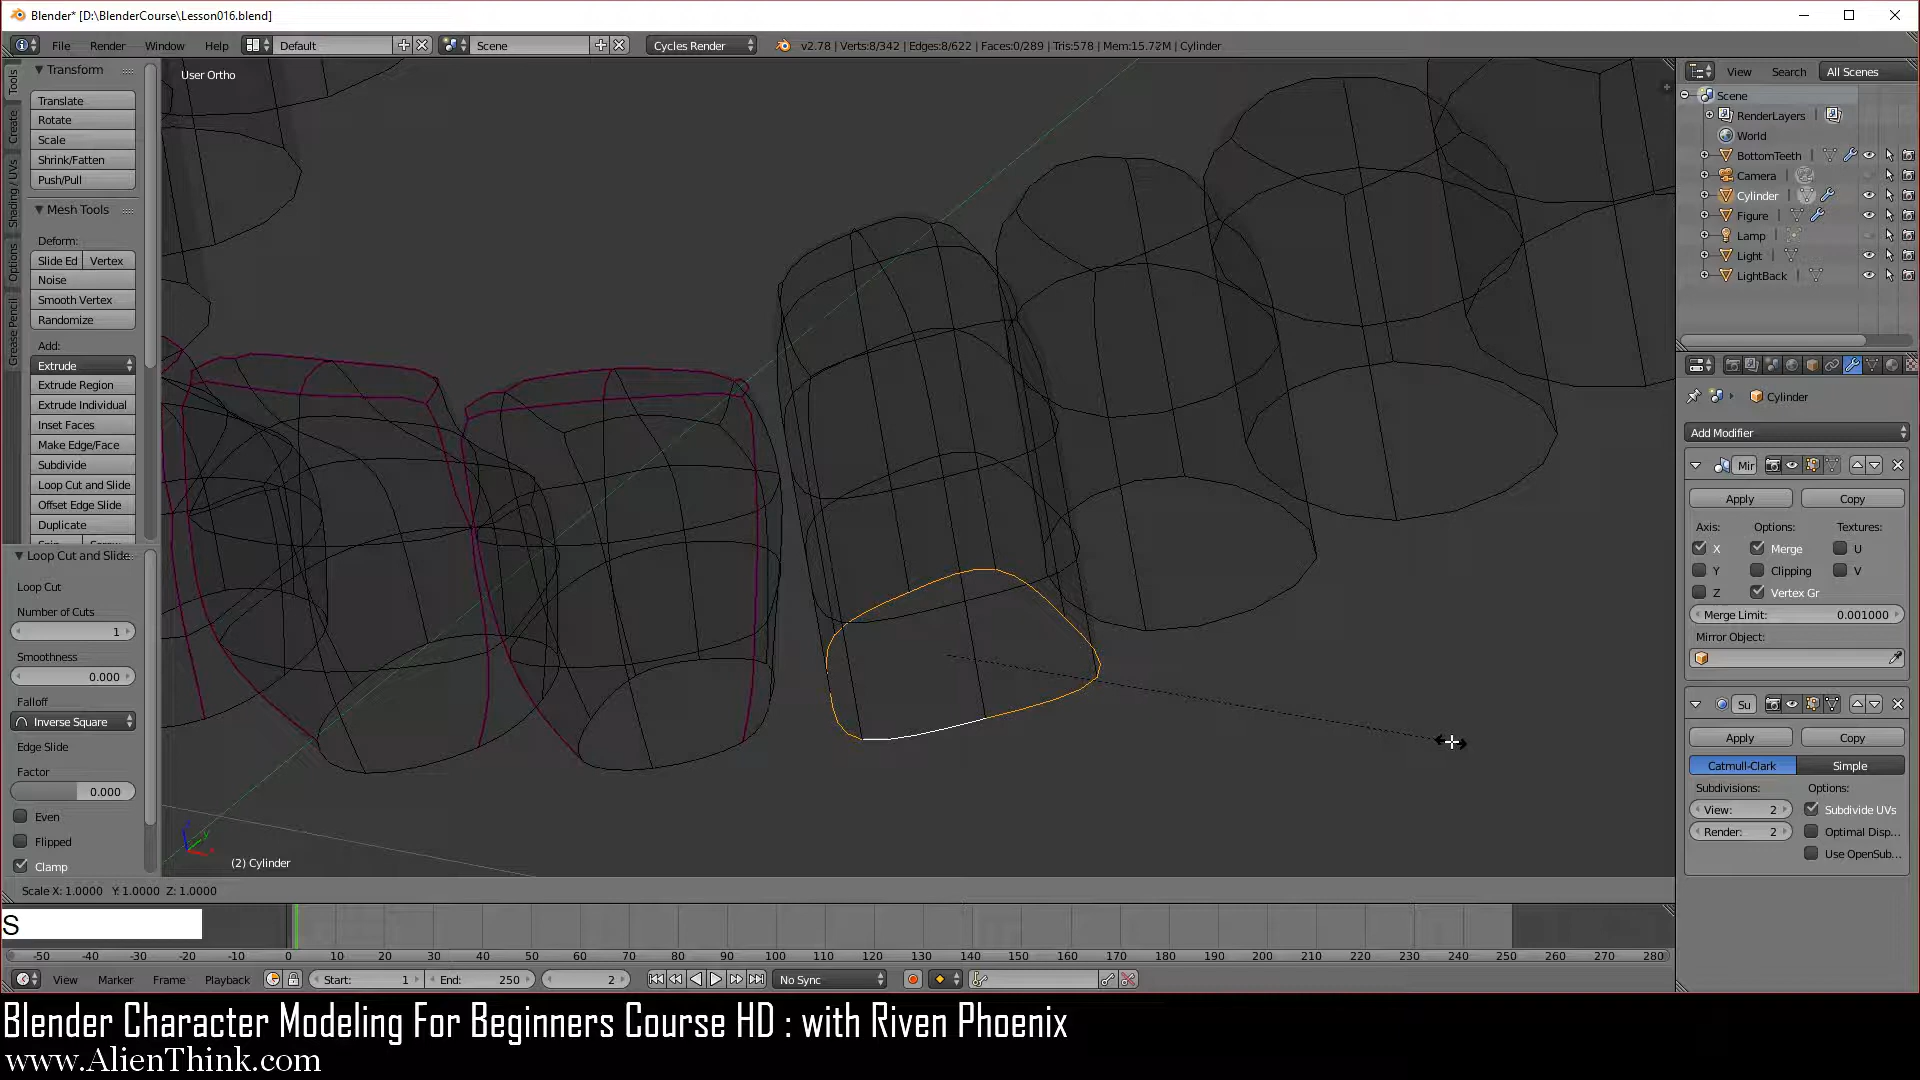 Blender* [D:\BlenderCourse\Lesson016.blend]
File Render Window Help Default Scene Cycles Render v2.78 | Verts:8/342 | Edges:8/622 | Faces:0/289 | Tris:578 | Mem:15.72M | Cylinder
Tools
Create
Shading / UVs
Options
Grease Pencil
Transform
Translate
Rotate
Scale
Shrink/Fatten
Push/Pull
Mesh Tools
Deform:
Slide Ed Vertex
Noise
Smooth Vertex
Randomize
Add:
Extrude
Extrude Region
Extrude Individual
Inset Faces
Make Edge/Face
Subdivide
Loop Cut and Slide
Offset Edge Slide
Duplicate
Loop Cut and Slide
Loop Cut
Number of Cuts
1
Smoothness
0.000
Falloff
Inverse Square
Edge Slide
Factor
0.000
Even
Flipped
Clamp
User Ortho
(2) Cylinder
View Search All Scenes
Scene
RenderLayers
World
BottomTeeth
Camera
Cylinder
Figure
Lamp
Light
LightBack
Cylinder
Add Modifier
Mir
Apply Copy
Axis: Options: Textures:
X Merge U
Y Clipping V
Z Vertex Gr
Merge Limit: 0.001000
Mirror Object:
Su
Apply Copy
Catmull-Clark Simple
Subdivisions: Options:
View: 2 Subdivide UVs
Render: 2 Optimal Disp...
Use OpenSub...
Scale X: 1.0000 Y: 1.0000 Z: 1.0000
S
-50 -40 -30 -20 -10 0 10 20 30 40 50 60 70 80 90 100 110 120 130 140 150 160 170 180 190 200 210 220 230 240 250 260 270 280
View Marker Frame Playback Start: 1 End: 250 2 No Sync
Blender Character Modeling For Beginners Course HD : with Riven Phoenix
www.AlienThink.com